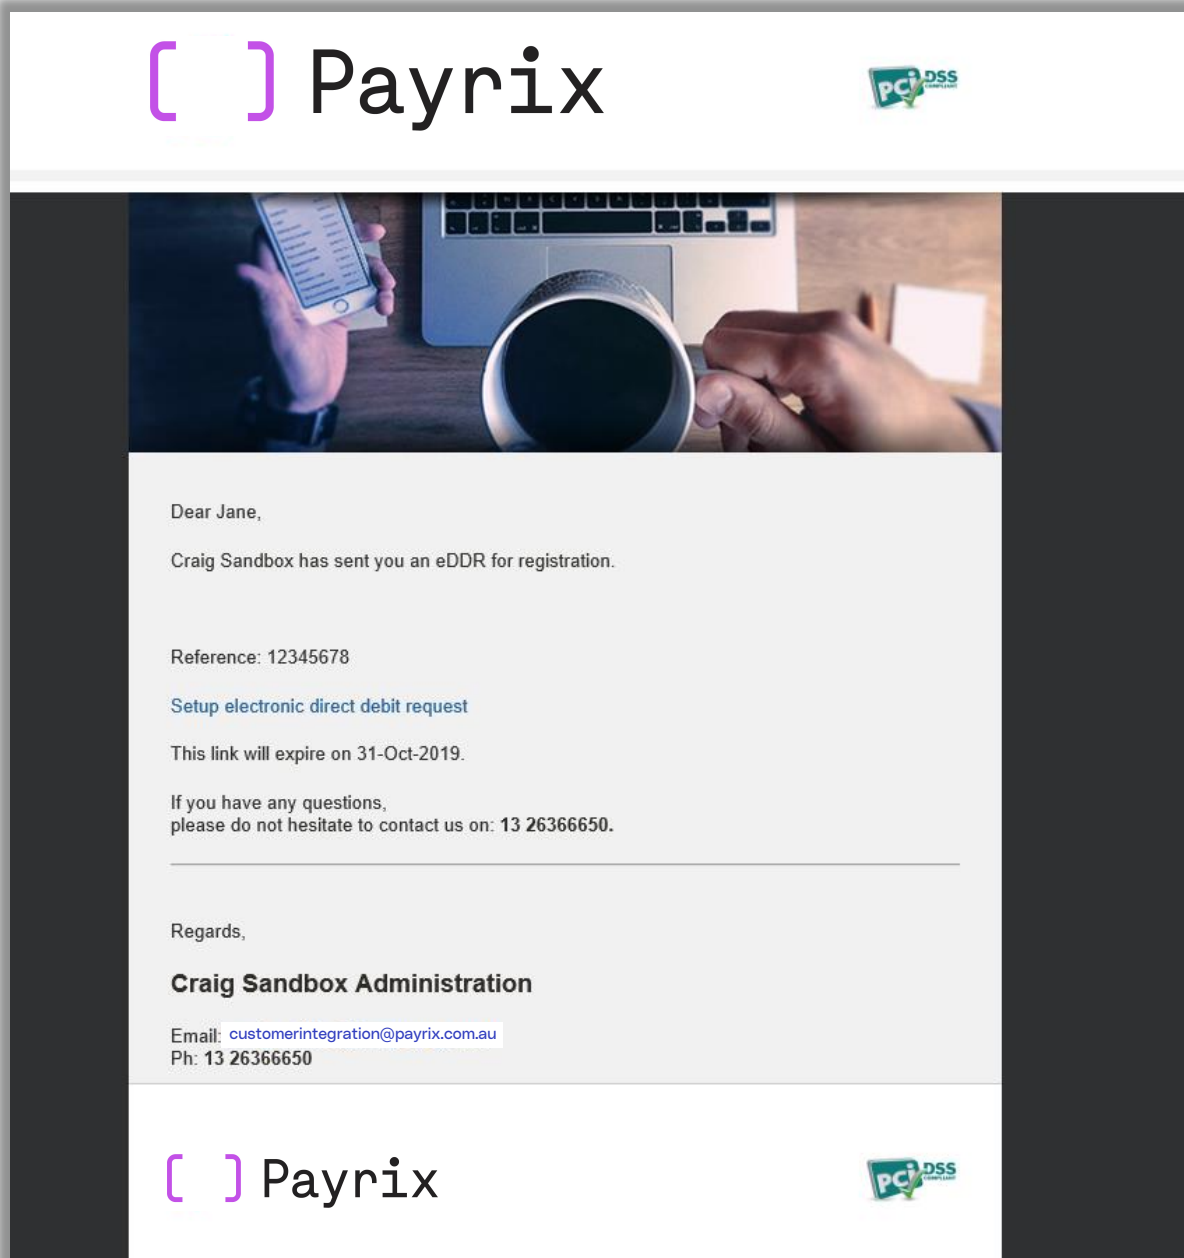 Payrix
PCI DSS
COMPLIANT
Dear Jane,
Craig Sandbox has sent you an eDDR for registration.
Reference: 12345678
Setup electronic direct debit request
This link will expire on 31-Oct-2019.
If you have any questions,
please do not hesitate to contact us on: 13 26366650.
Regards,
Craig Sandbox Administration
Email: customerintegration@payrix.com.au
Ph: 13 26366650
Payrix
PCI DSS
COMPLIANT